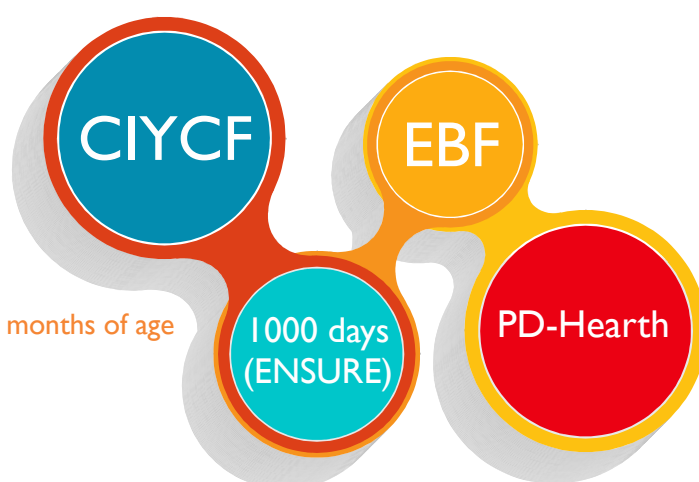 CIYCF
EBF
months of age
1000 days
(ENSURE)
PD-Hearth